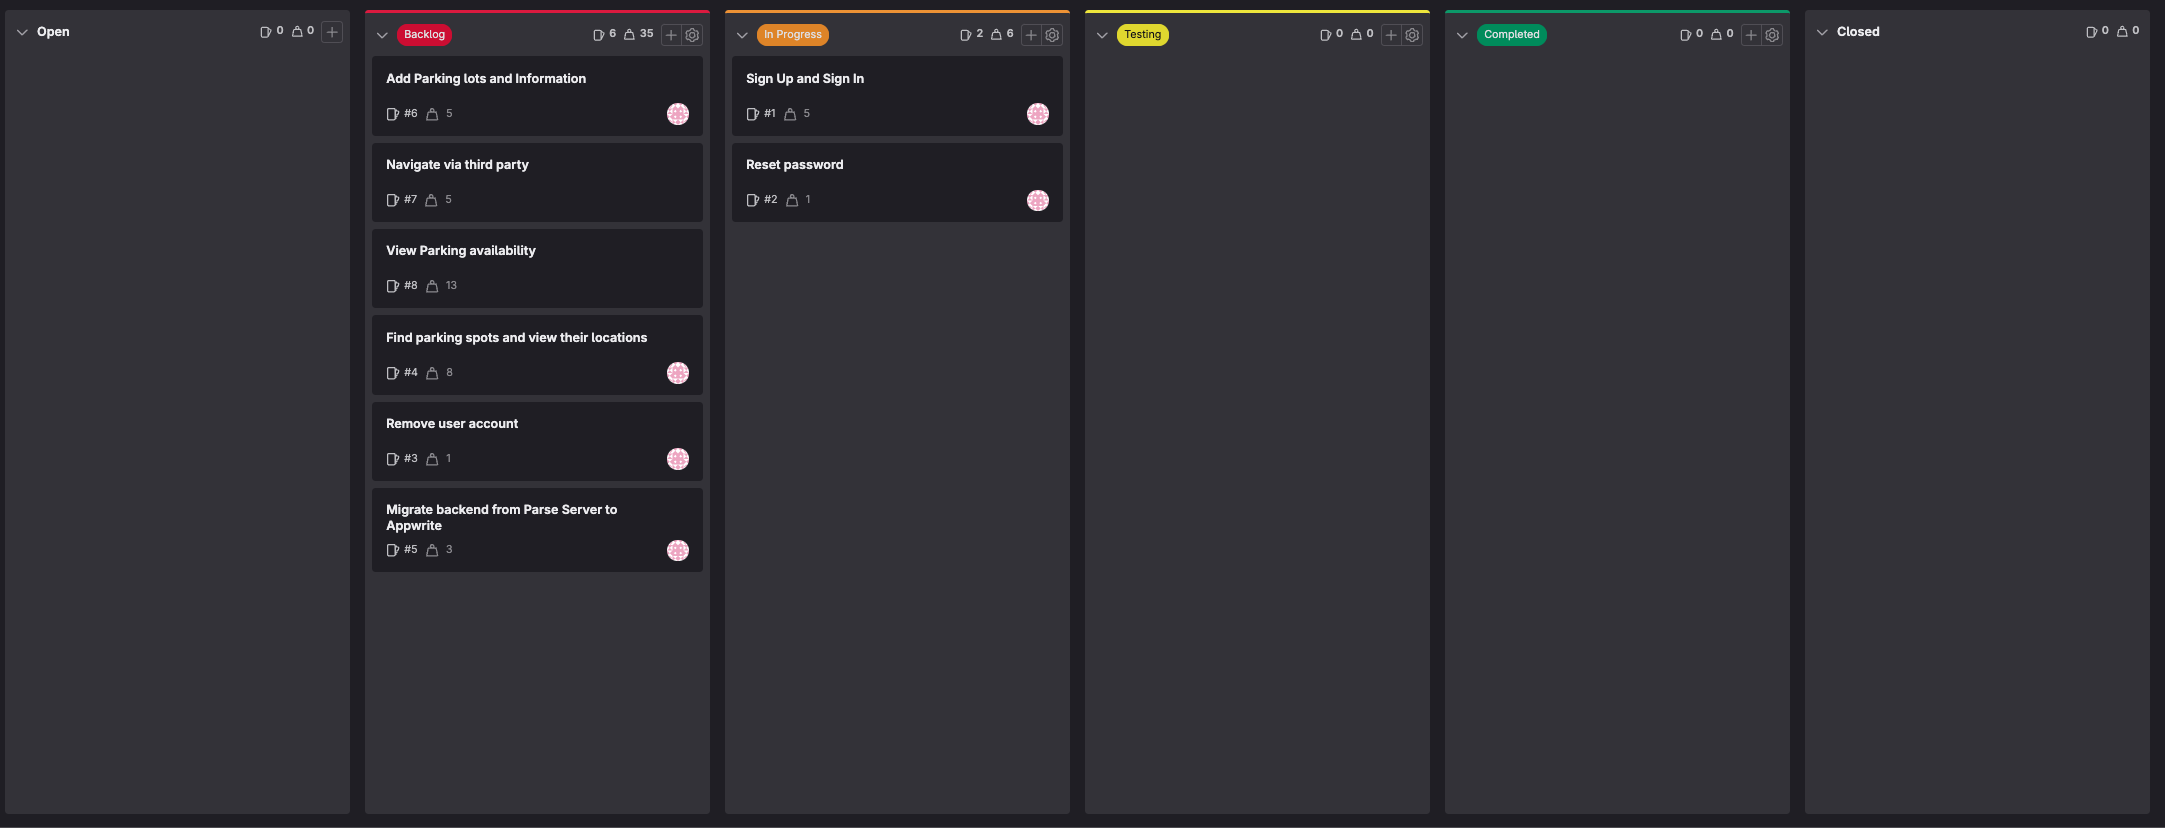 Open 0 0
Backlog 6 35
Add Parking lots and Information
#6 5
Navigate via third party
#7 5
View Parking availability
#8 13
Find parking spots and view their locations
#4 8
Remove user account
#3 1
Migrate backend from Parse Server to
Appwrite
#5 3
In Progress 2 6
Sign Up and Sign In
#1 5
Reset password
#2 1
Testing 0 0
Completed 0 0
Closed 0 0